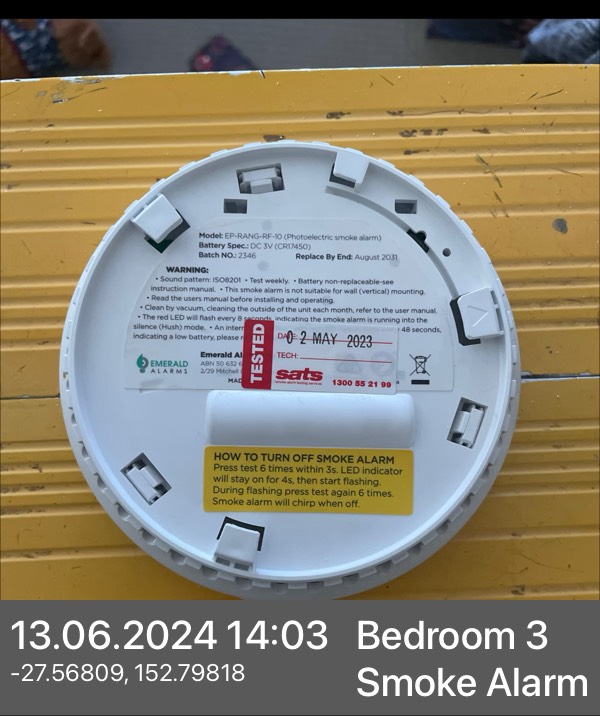 Model: EP-RANG-RF-10 (Photoelectric smoke alarm)
Battery Spec.: DC 3V (CR17450)
Batch NO.: 2346 Replace By End: August 2031
WARNING:
• Sound pattern: ISO8201 • Test weekly. • Battery non-replaceable-see
instruction manual. • This smoke alarm is not suitable for wall (vertical) mounting.
• Read the users manual before installing and operating.
• Clean by vacuum, cleaning the outside of the unit each month, refer to the user manual.
• The red LED will flash every 8 seconds, indicating the smoke alarm is running into the
silence (Hush) mode. • An 48 seconds,
indicating a low battery, please
EMERALD
ALARMS
Emerald
ABN 50 632
2/29 Mitchell
TESTED
DATE: 02 MAY 2023
TECH:
sats
smoke alarm testing services
1300 55 21 99
HOW TO TURN OFF SMOKE ALARM
Press test 6 times within 3s. LED indicator
will stay on for 4s, then start flashing.
During flashing press test again 6 times.
Smoke alarm will chirp when off.
13.06.2024 14:03
-27.56809, 152.79818
Bedroom 3
Smoke Alarm